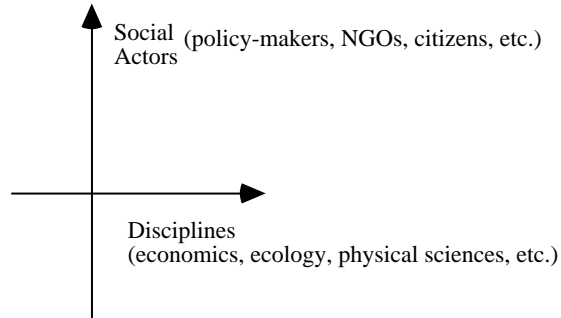 Social (policy-makers, NGOs, citizens, etc.)
Actors
Disciplines
(economics, ecology, physical sciences, etc.)